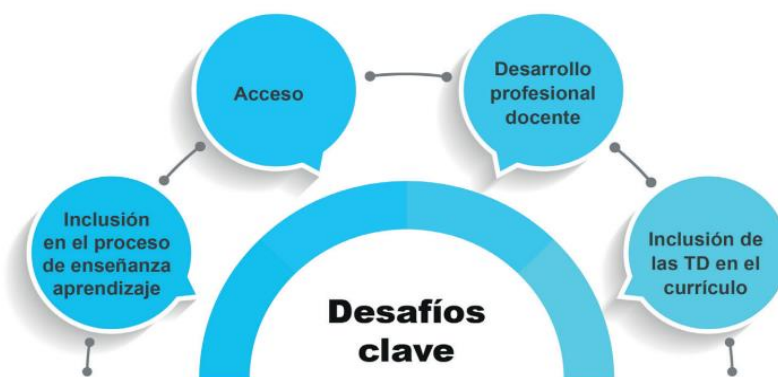 Acceso
Desarrollo
profesional
docente
Inclusión
en el proceso
de enseñanza
aprendizaje
Inclusión de
las TD en el
currículo
Desafíos
clave